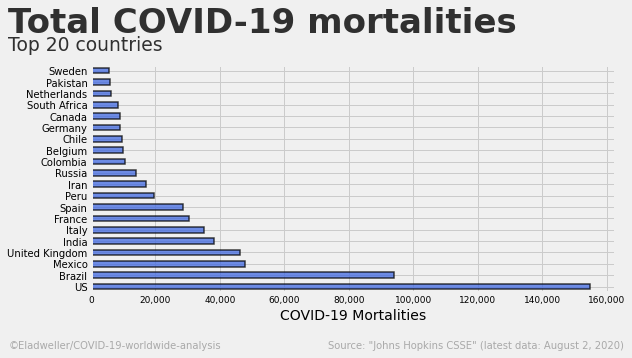 Total COVID-19 mortalities
Top 20 countries
Sweden
Pakistan
Netherlands
South Africa
Canada
Germany
Chile
Belgium
Colombia
Russia
Iran
Peru
Spain
France
Italy
India
United Kingdom
Mexico
Brazil
US
0 20,000 40,000 60,000 80,000 100,000 120,000 140,000 160,000
COVID-19 Mortalities
©Eladweller/COVID-19-worldwide-analysis Source: "Johns Hopkins CSSE" (latest data: August 2, 2020)